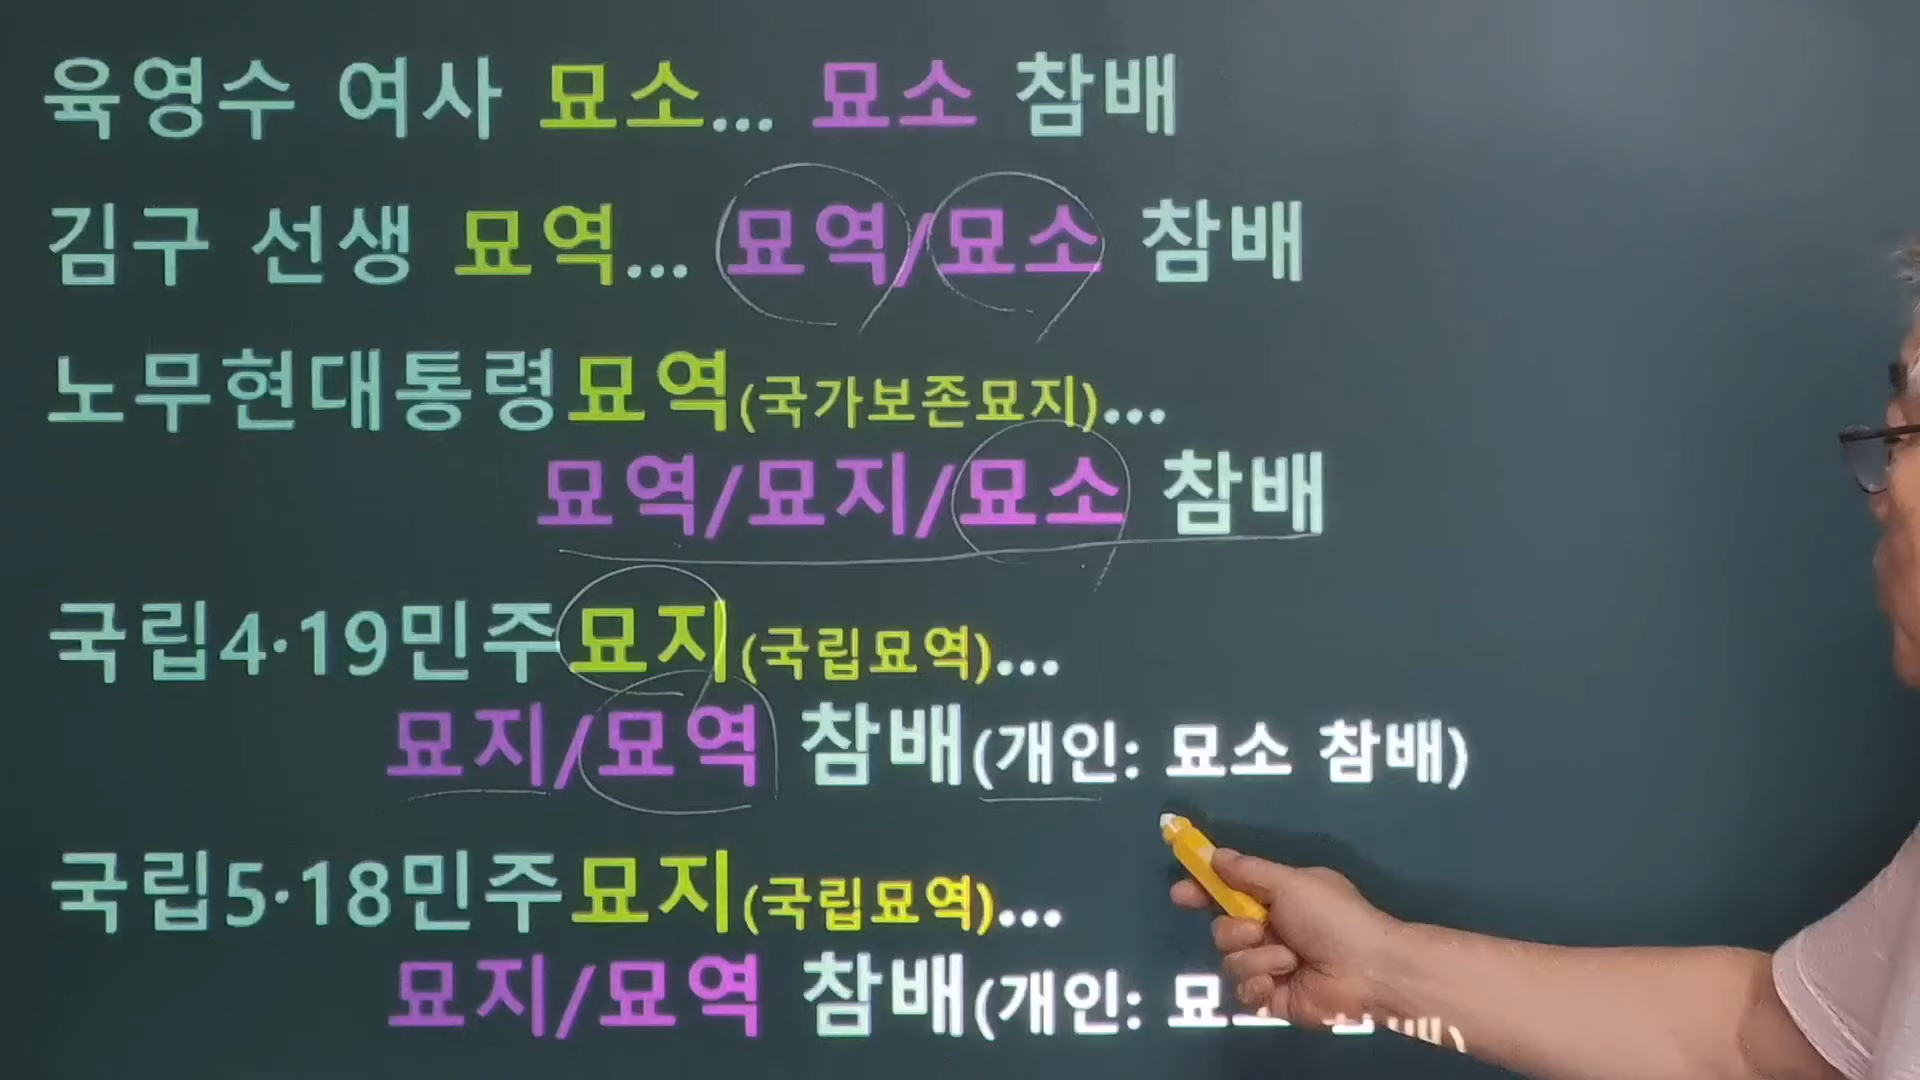 육영수 여사 묘소... 묘소 참배
김구 선생 묘역... 묘역/묘소 참배
노무현대통령묘역(국가보존묘지)...
묘역/묘지/묘소 참배
국립4·19민주묘지(국립묘역)...
묘지/묘역 참배(개인: 묘소 참배)
국립5·18민주묘지(국립묘역)...
묘지/묘역 참배(개인: 묘소